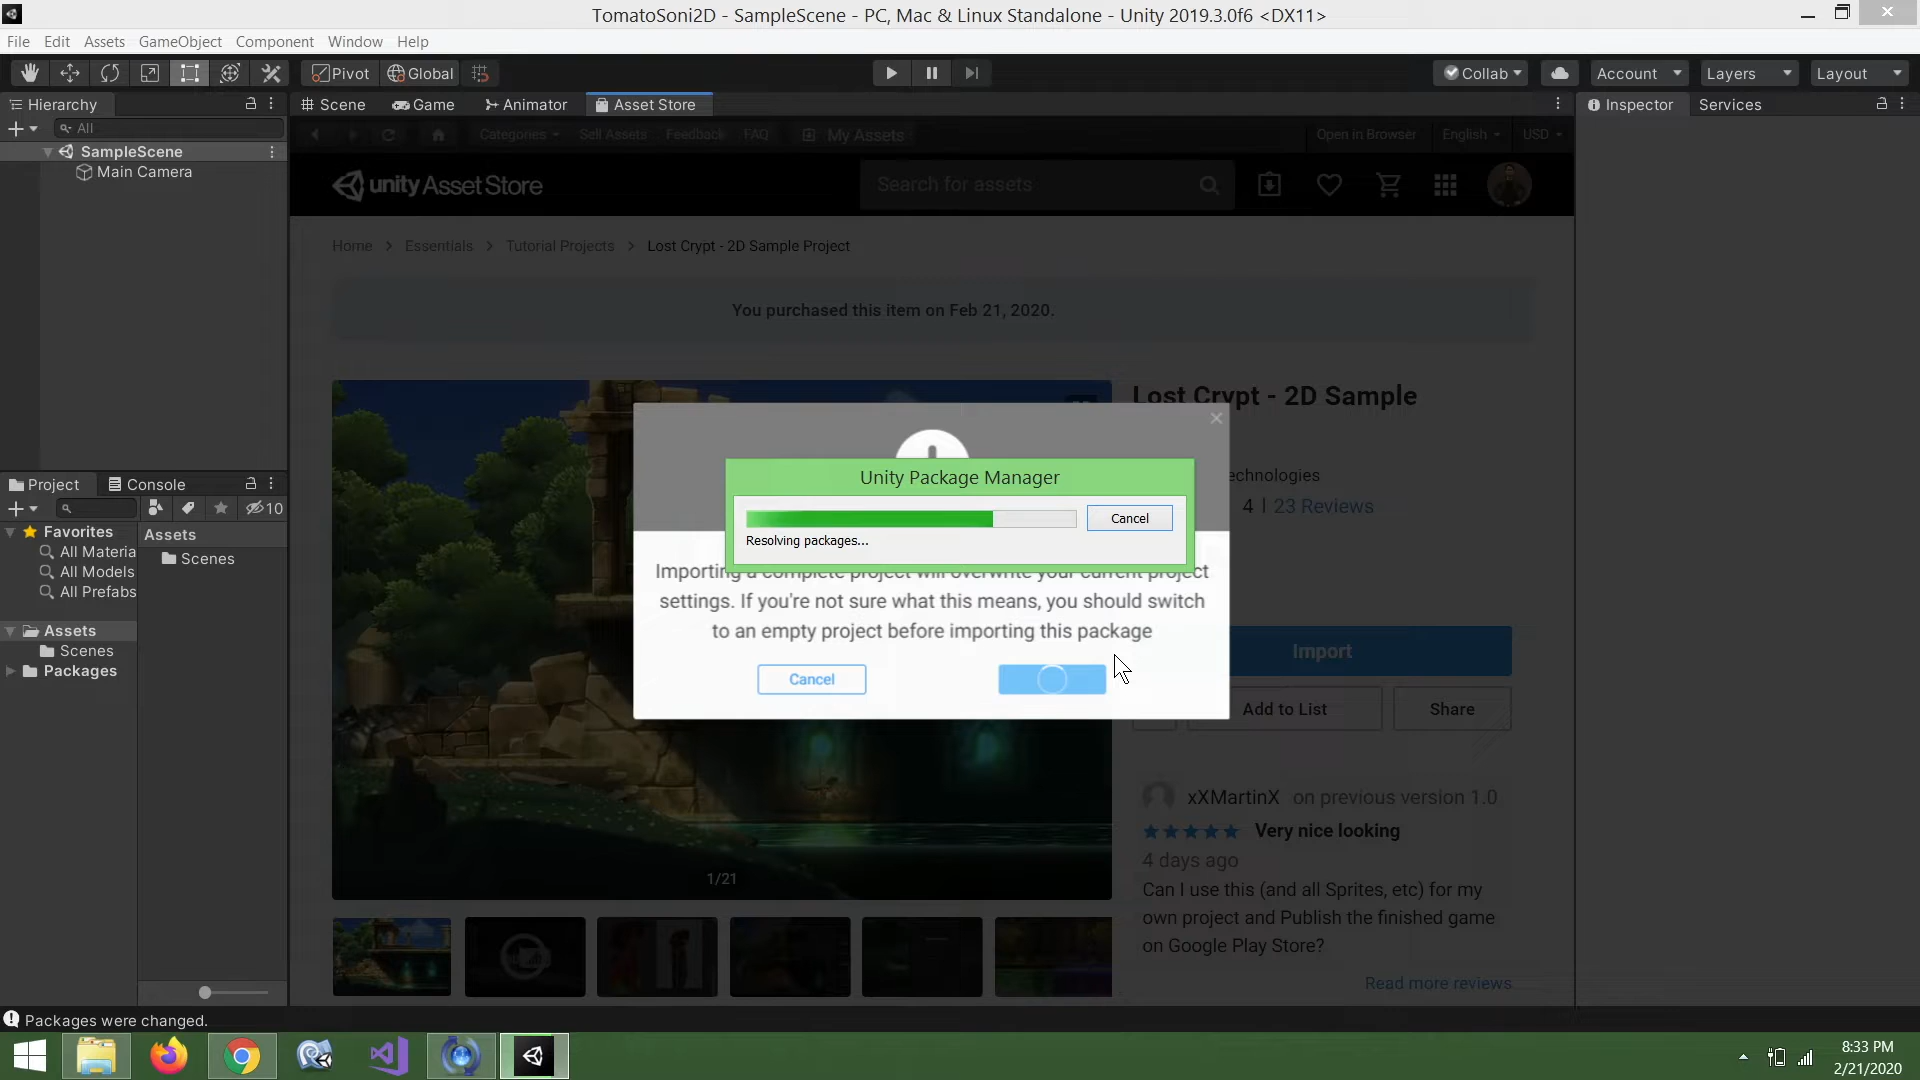 TomatoSoni2D - SampleScene - PC, Mac & Linux Standalone - Unity 2019.3.0f6 <DX11>
File Edit Assets GameObject Component Window Help
Pivot Global Collab Account Layers Layout
Hierarchy
All
SampleScene
Main Camera
Scene Game Animator Asset Store
Categories Sell Assets Feedback FAQ My Assets Open in Browser English USD
unity Asset Store
Search for assets
Home > Essentials > Tutorial Projects > Lost Crypt - 2D Sample Project
You purchased this item on Feb 21, 2020.
Lost Crypt - 2D Sample
echnologies
4 | 23 Reviews
Unity Package Manager
Cancel
Resolving packages...
Importing a complete project will overwrite your current project
settings. If you're not sure what this means, you should switch
to an empty project before importing this package
Cancel
Import
Add to List
Share
1/21
xXMartinX on previous version 1.0
Very nice looking
4 days ago
Can I use this (and all Sprites, etc) for my
own project and Publish the finished game
on Google Play Store?
Read more reviews
Inspector Services
Project Console
10
Favorites
All Materia
All Models
All Prefabs
Assets
Scenes
Packages
Assets
Scenes
Packages were changed.
8:33 PM
2/21/2020